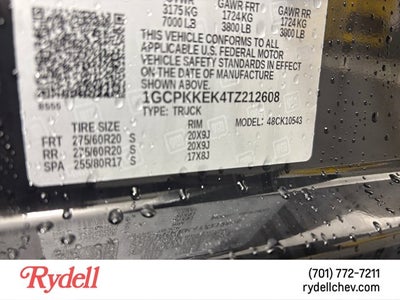 GAWR FRT GAWR RR
3175 KG 1724 KG 1724 KG
7000 LB 3800 LB 3800 LB
THIS VEHICLE CONFORMS TO ALL
APPLICABLE U.S. FEDERAL MOTOR
VEHICLE SAFETY STANDARDS IN EFFECT
ON THE DATE OF MANUFACTURE
SHOWN ABOVE.
1GCPKKEK4TZ212608
TYPE: TRUCK
MODEL: 48CK10543
TIRE SIZE RIM
FRT 275/60R20 S 20X9J
RR 275/60R20 S 20X9J
SPA 255/80R17 S 17X8J
Rydell
(701) 772-7211
rydellchev.com